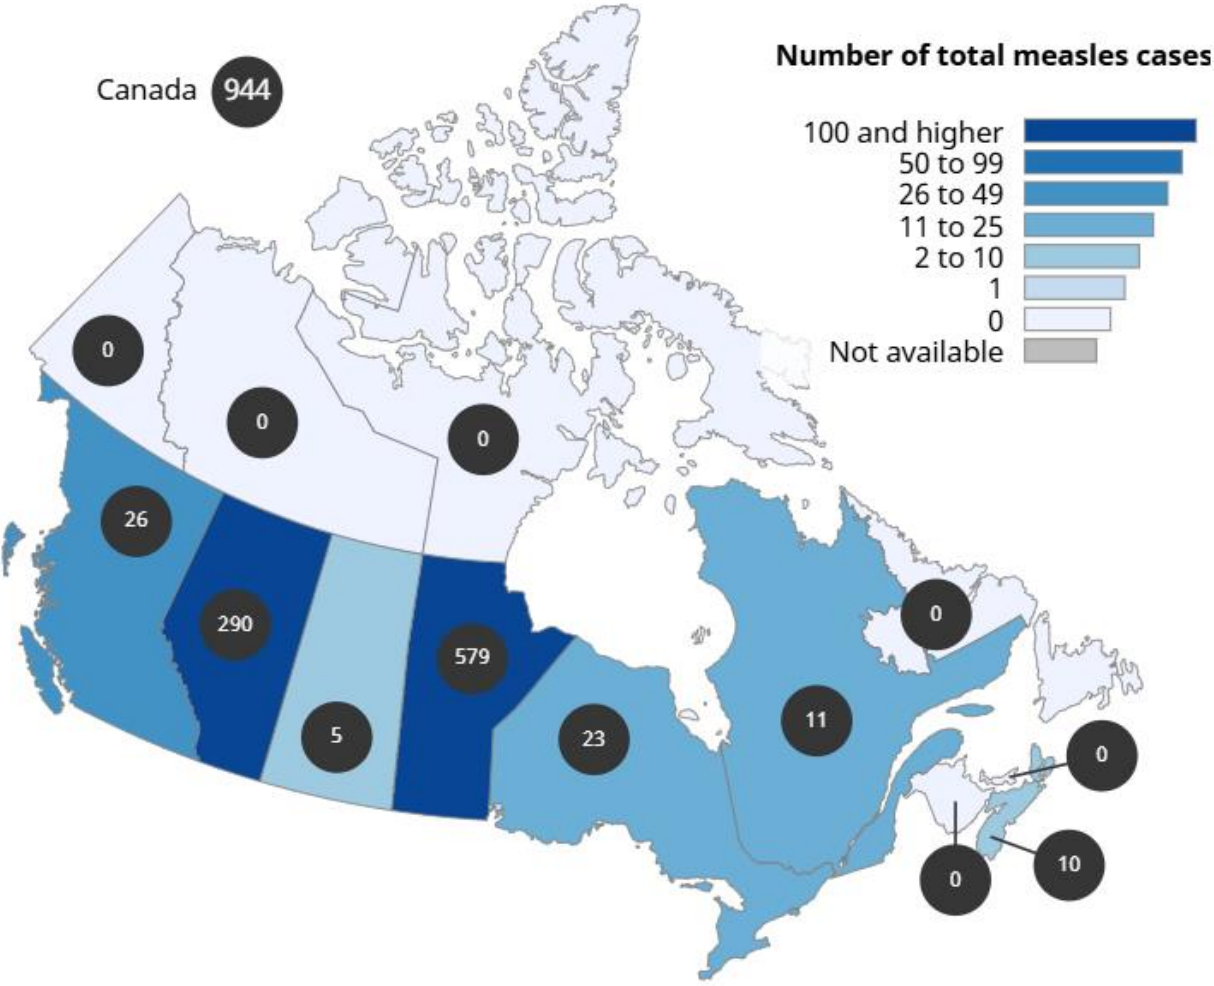 Number of total measles cases
Canada 944
100 and higher
50 to 99
26 to 49
11 to 25
2 to 10
1
0
Not available
0
0
0
26
290
5
579
23
11
0
0
10
0